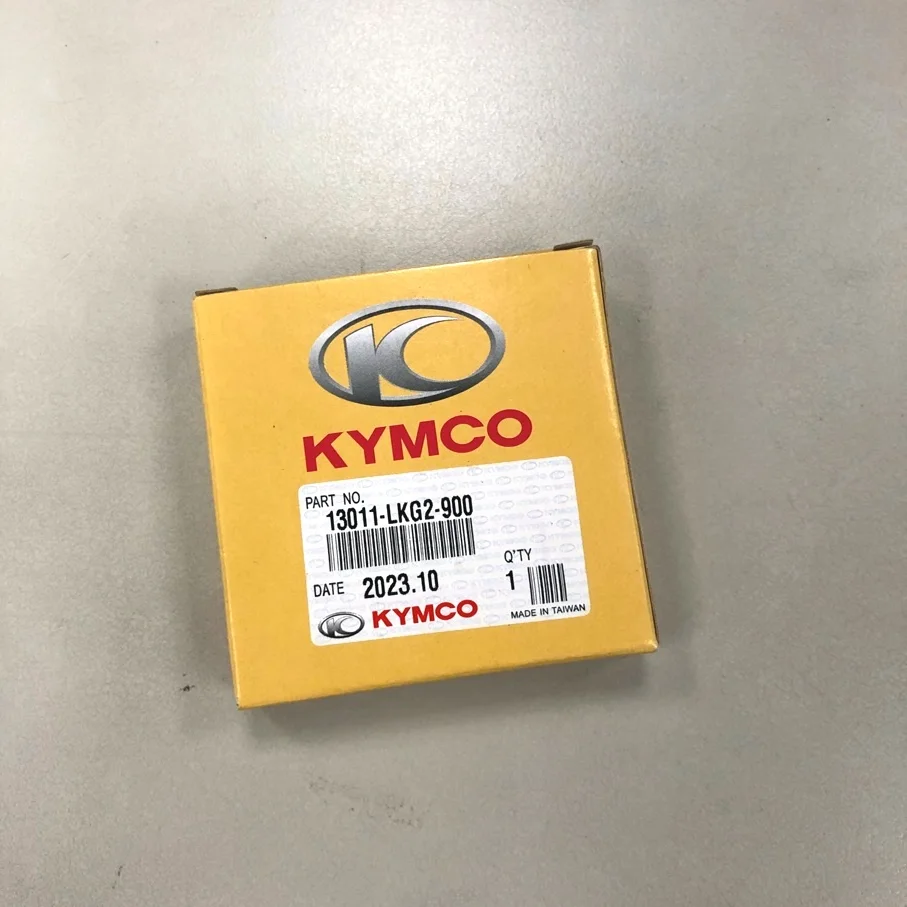 KYMCO
PART NO.
13011-LKG2-900
DATE 2023.10
Q'TY
1
KYMCO
MADE IN TAIWAN